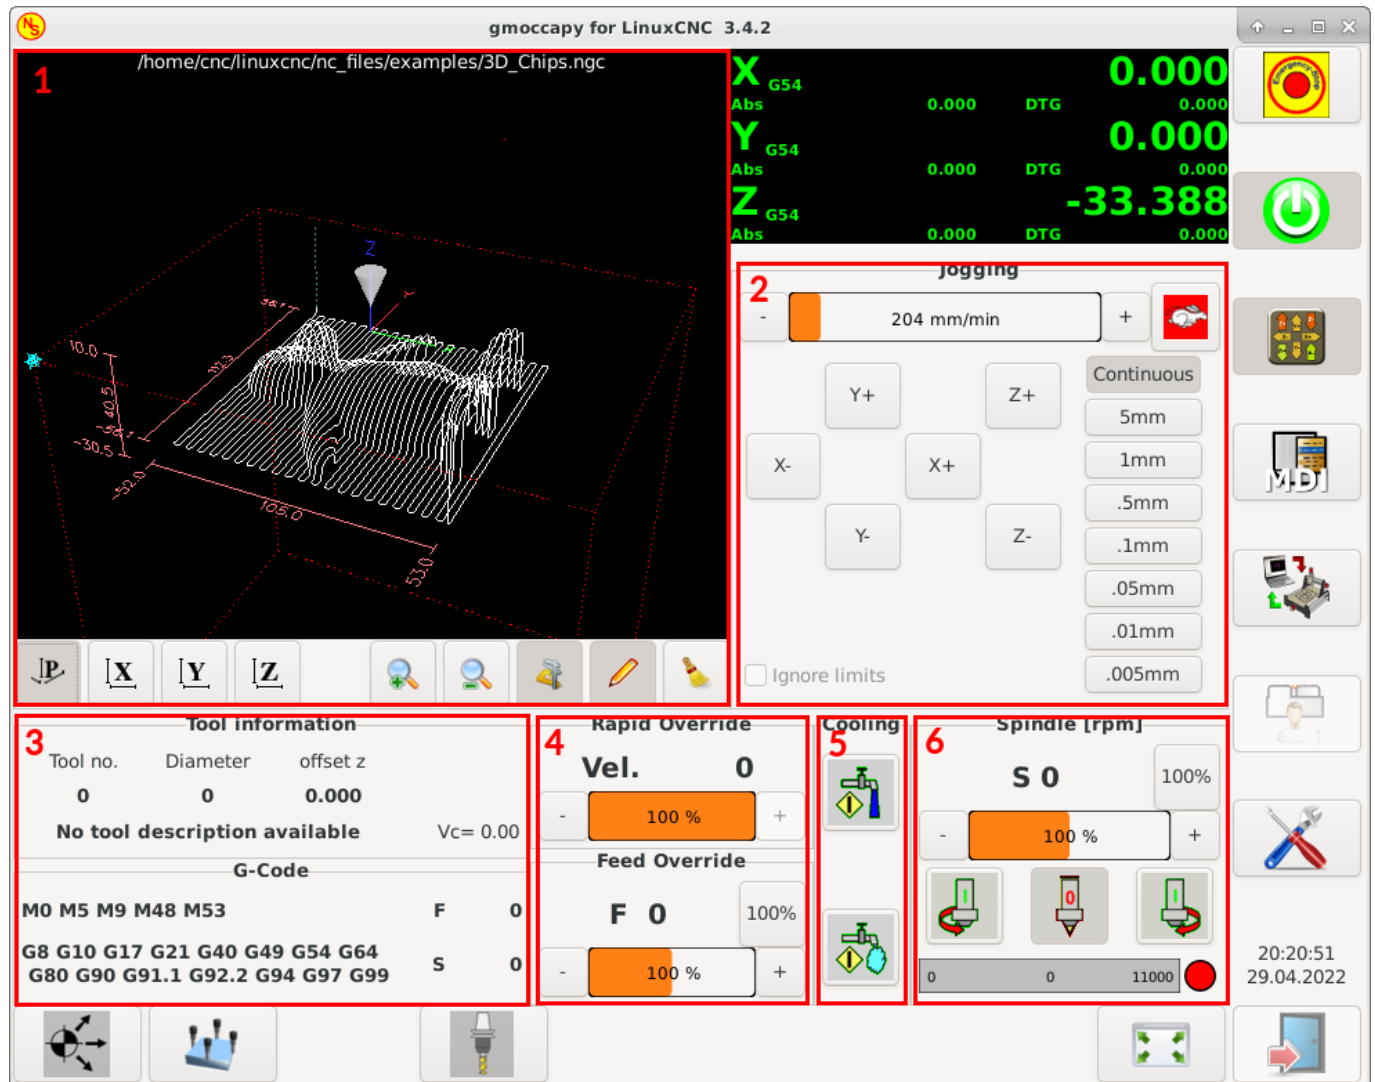 NS
gmoccapy for LinuxCNC 3.4.2
1
/home/cnc/linuxcnc/nc_files/examples/3D_Chips.ngc
Z
10.0
40.5
-30.5
-52.0
105.0
53.0
P
X
Y
Z
X G54 0.000
Abs 0.000 DTG 0.000
Y G54 0.000
Abs 0.000 DTG 0.000
Z G54 -33.388
Abs 0.000 DTG 0.000
Emergency-Stop
2
Jogging
- 204 mm/min +
Continuous
Y+ Z+
5mm
X- X+
1mm
.5mm
Y- Z-
.1mm
.05mm
.01mm
Ignore limits
.005mm
MDI
3
Tool information
Tool no. Diameter offset z
0 0 0.000
No tool description available Vc= 0.00
G-Code
M0 M5 M9 M48 M53 F 0
G8 G10 G17 G21 G40 G49 G54 G64
G80 G90 G91.1 G92.2 G94 G97 G99
S 0
4
Rapid Override
Vel. 0
- 100 % +
Feed Override
F 0 100%
- 100 % +
5
Cooling
6
Spindle [rpm]
S 0 100%
- 100 % +
0
0 0 11000
20:20:51
29.04.2022